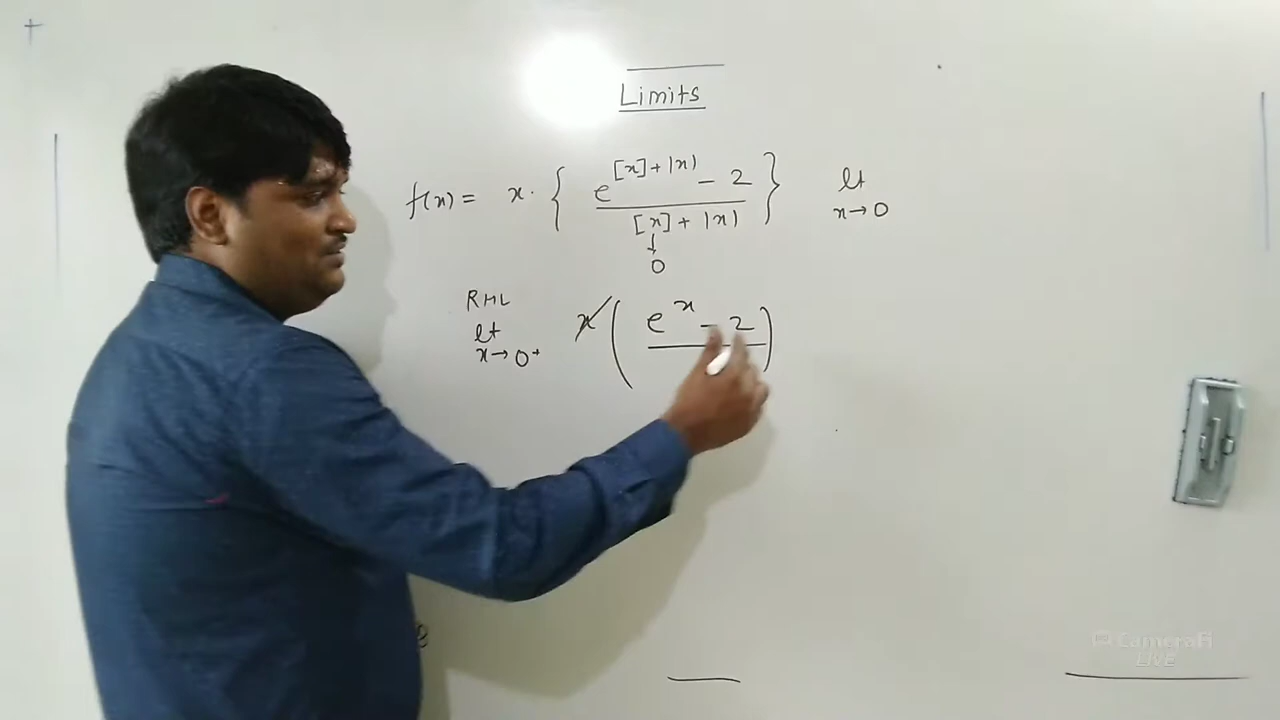 Limits
f(x) = x · { e^([x]+|x|) - 2 / [x] + |x| } lt x→0
↓
0
RHL
lt x→0+ x ( e^x - 2 / )
CameraFi
LIVE